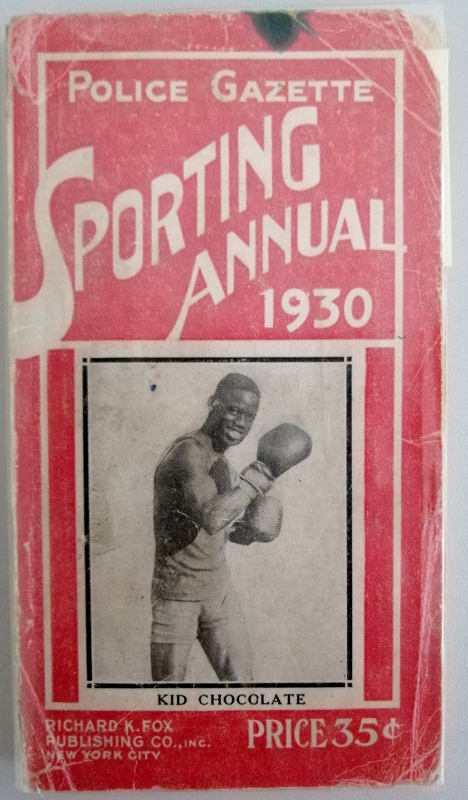 POLICE GAZETTE
SPORTING
ANNUAL
1930
KID CHOCOLATE
RICHARD K. FOX
PUBLISHING CO., INC.
NEW YORK CITY
PRICE 35¢